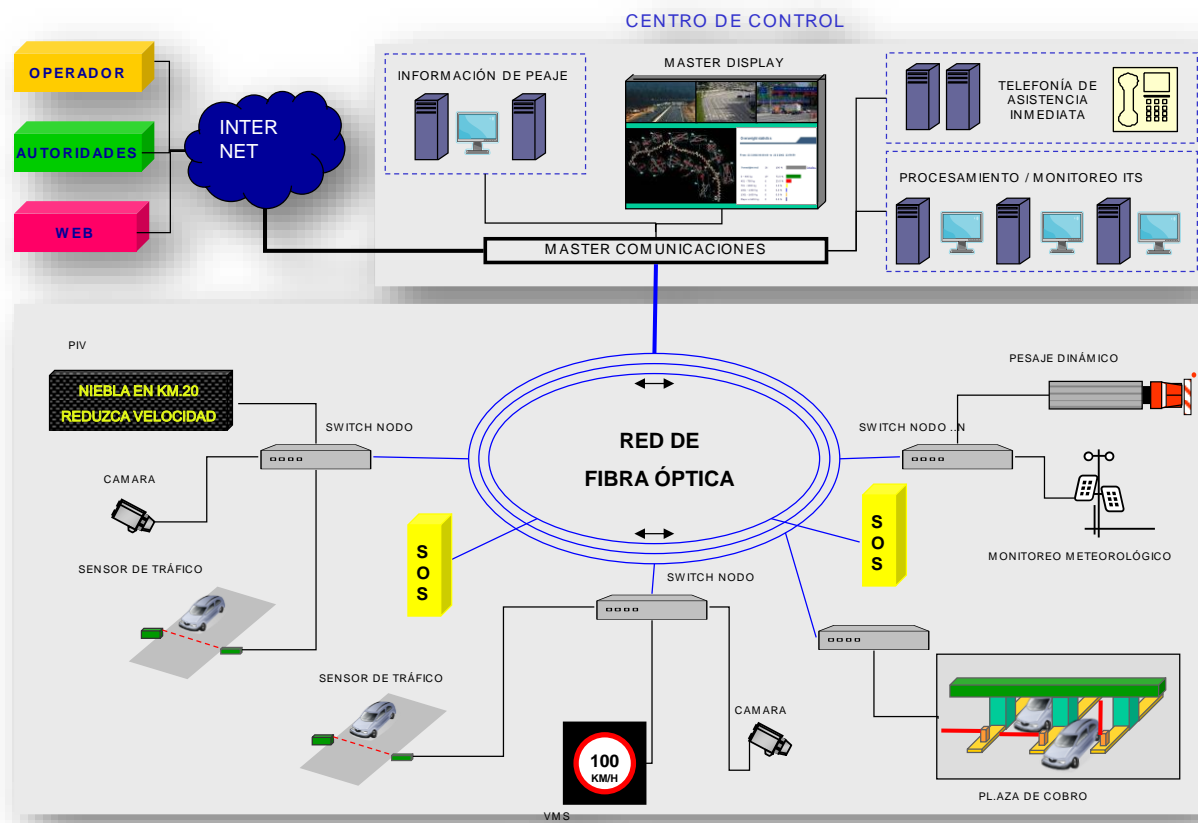 CENTRO DE CONTROL
OPERADOR
AUTORIDADES
WEB
INTER
NET
INFORMACIÓN DE PEAJE
MASTER DISPLAY
TELEFONÍA DE
ASISTENCIA
INMEDIATA
PROCESAMIENTO / MONITOREO ITS
MASTER COMUNICACIONES
PIV
NIEBLA EN KM.20
REDUZCA VELOCIDAD
SWITCH NODO
CAMARA
SENSOR DE TRÁFICO
RED DE
FIBRA ÓPTICA
PESAJE DINÁMICO
SWITCH NODO ..N
MONITOREO METEOROLÓGICO
SOS
SOS
SWITCH NODO
SENSOR DE TRÁFICO
100
KM/H
VMS
CAMARA
PL.AZA DE COBRO